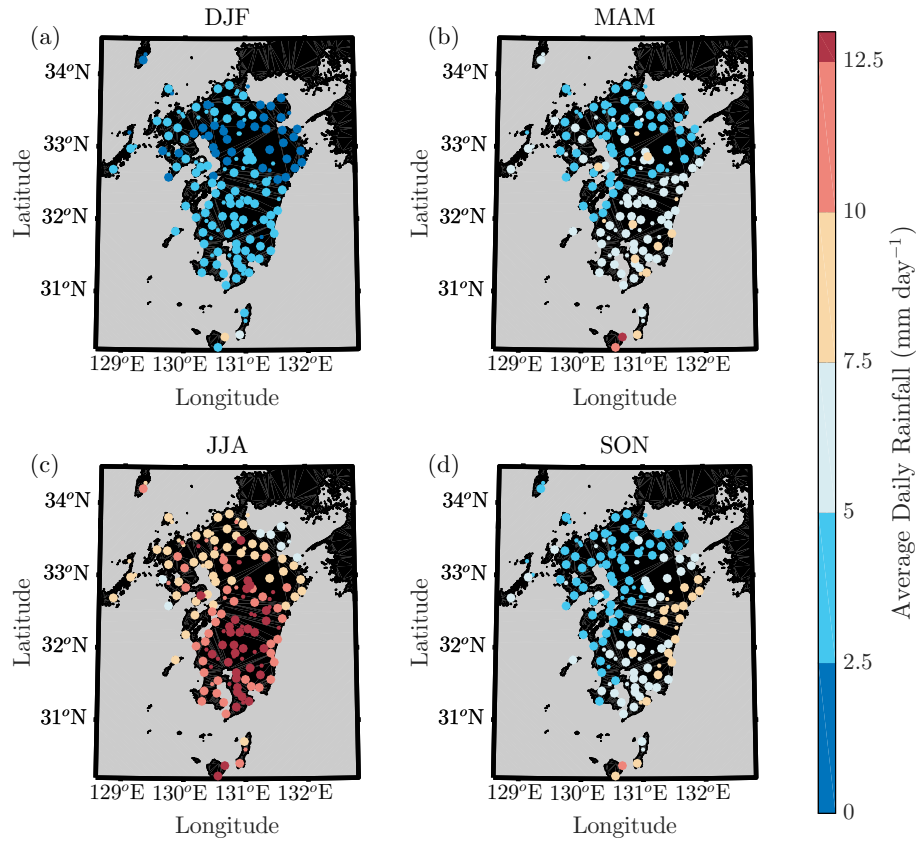 DJF
MAM
(a)
(b)
34°N
33°N
32°N
31°N
Latitude
129°E 130°E 131°E 132°E
Longitude
34°N
33°N
32°N
31°N
Latitude
129°E 130°E 131°E 132°E
Longitude
JJA
SON
(c)
(d)
34°N
33°N
32°N
31°N
Latitude
129°E 130°E 131°E 132°E
Longitude
34°N
33°N
32°N
31°N
Latitude
129°E 130°E 131°E 132°E
Longitude
12.5
10
7.5
5
2.5
0
Average Daily Rainfall (mm day⁻¹)